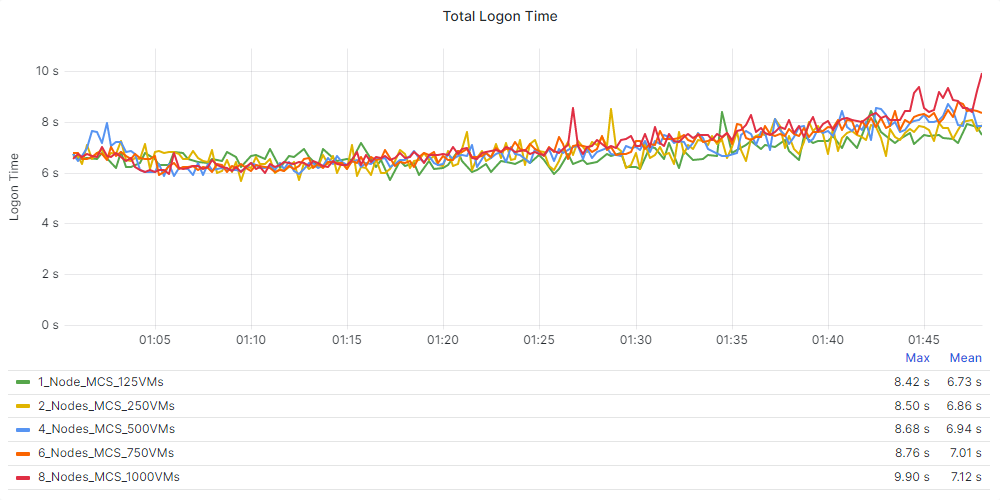 Total Logon Time
Logon Time
10 s
8 s
6 s
4 s
2 s
0 s
01:05 01:10 01:15 01:20 01:25 01:30 01:35 01:40 01:45
Max Mean
1_Node_MCS_125VMs 8.42 s 6.73 s
2_Nodes_MCS_250VMs 8.50 s 6.86 s
4_Nodes_MCS_500VMs 8.68 s 6.94 s
6_Nodes_MCS_750VMs 8.76 s 7.01 s
8_Nodes_MCS_1000VMs 9.90 s 7.12 s